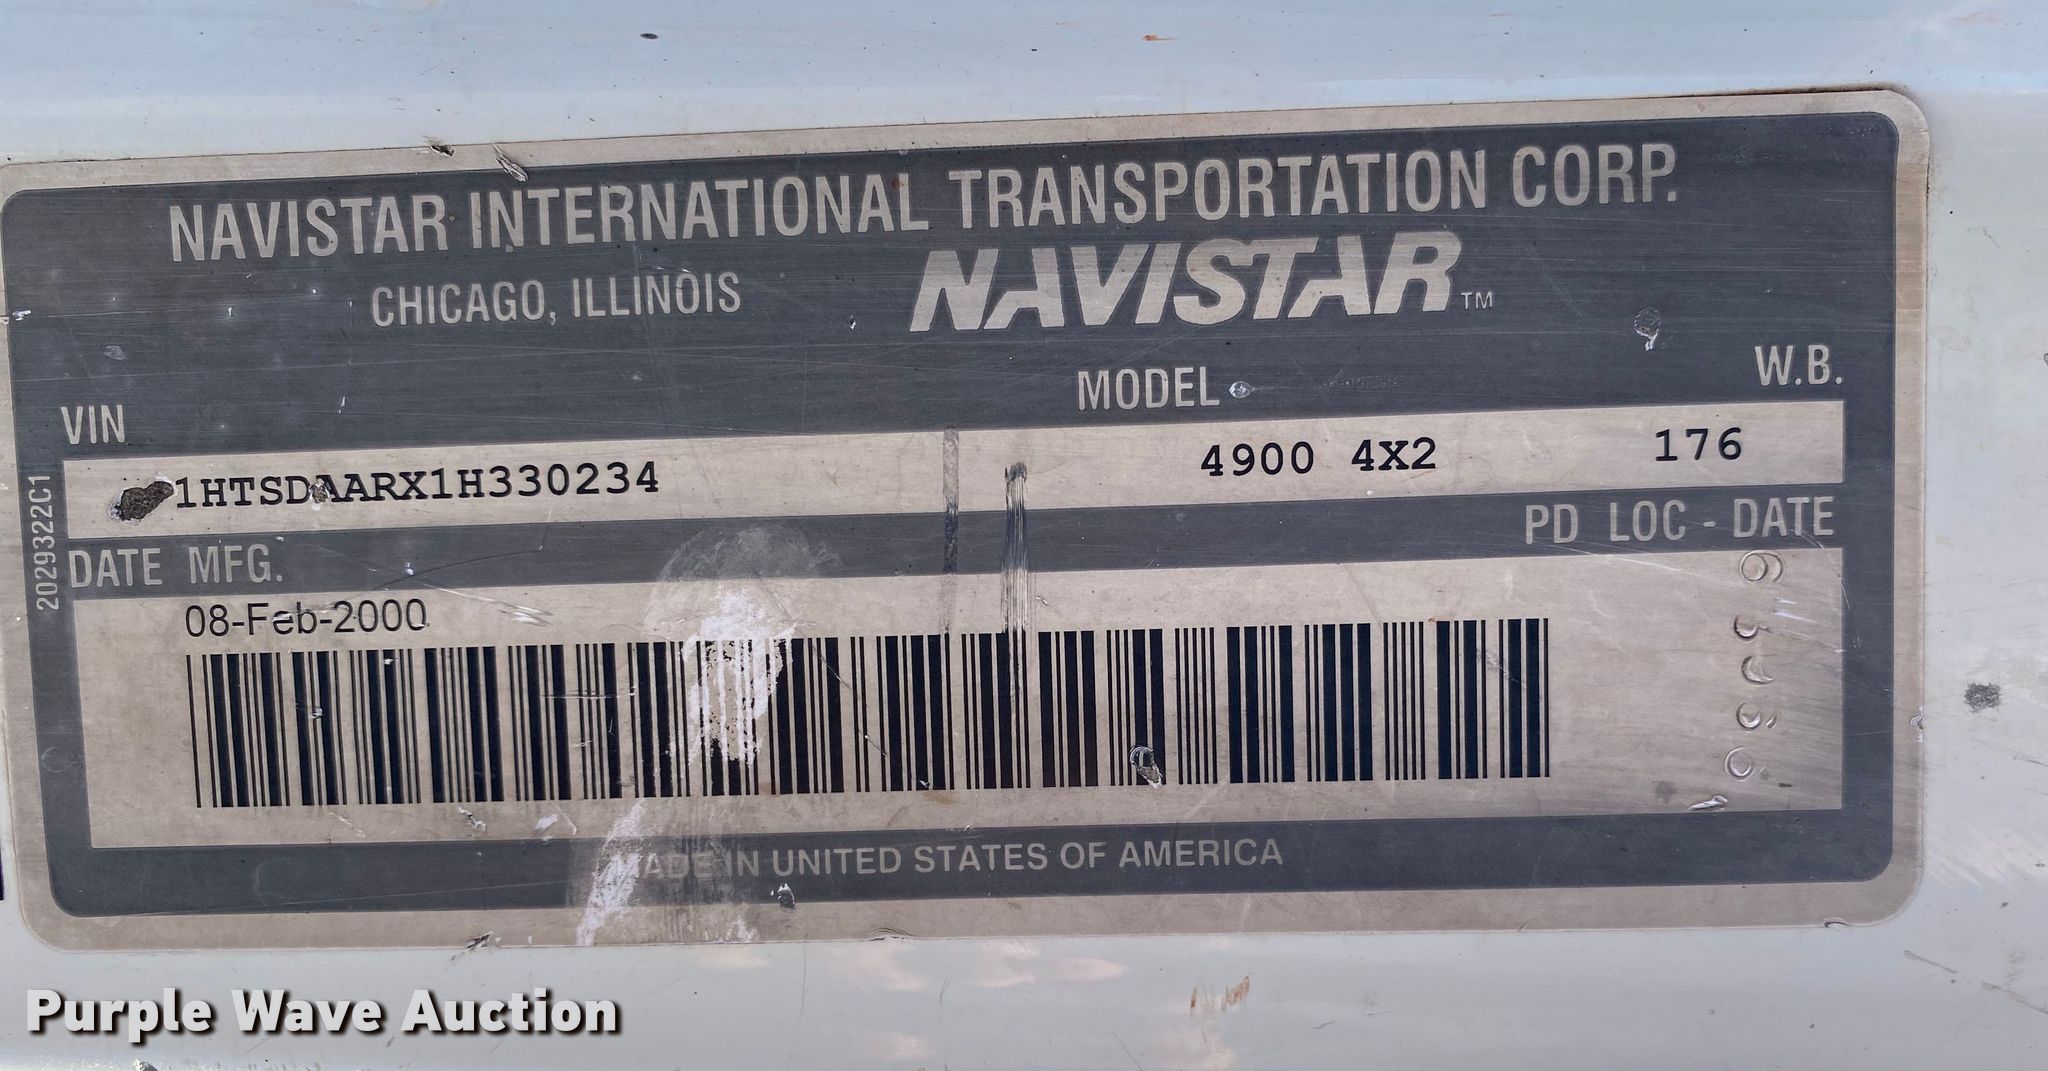 NAVISTAR INTERNATIONAL TRANSPORTATION CORP.
CHICAGO, ILLINOIS NAVISTAR™
VIN MODEL W.B.
1HTSDAARX1H330234 4900 4X2 176
DATE MFG. PD LOC - DATE
08-Feb-2000
MADE IN UNITED STATES OF AMERICA
2029322C1
Purple Wave Auction